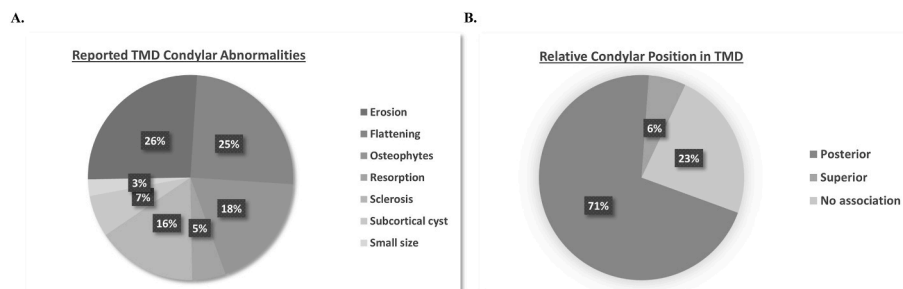 A.
Reported TMD Condylar Abnormalities
26%
25%
3%
7%
18%
16%
5%
Erosion
Flattening
Osteophytes
Resorption
Sclerosis
Subcortical cyst
Small size
B.
Relative Condylar Position in TMD
6%
23%
71%
Posterior
Superior
No association